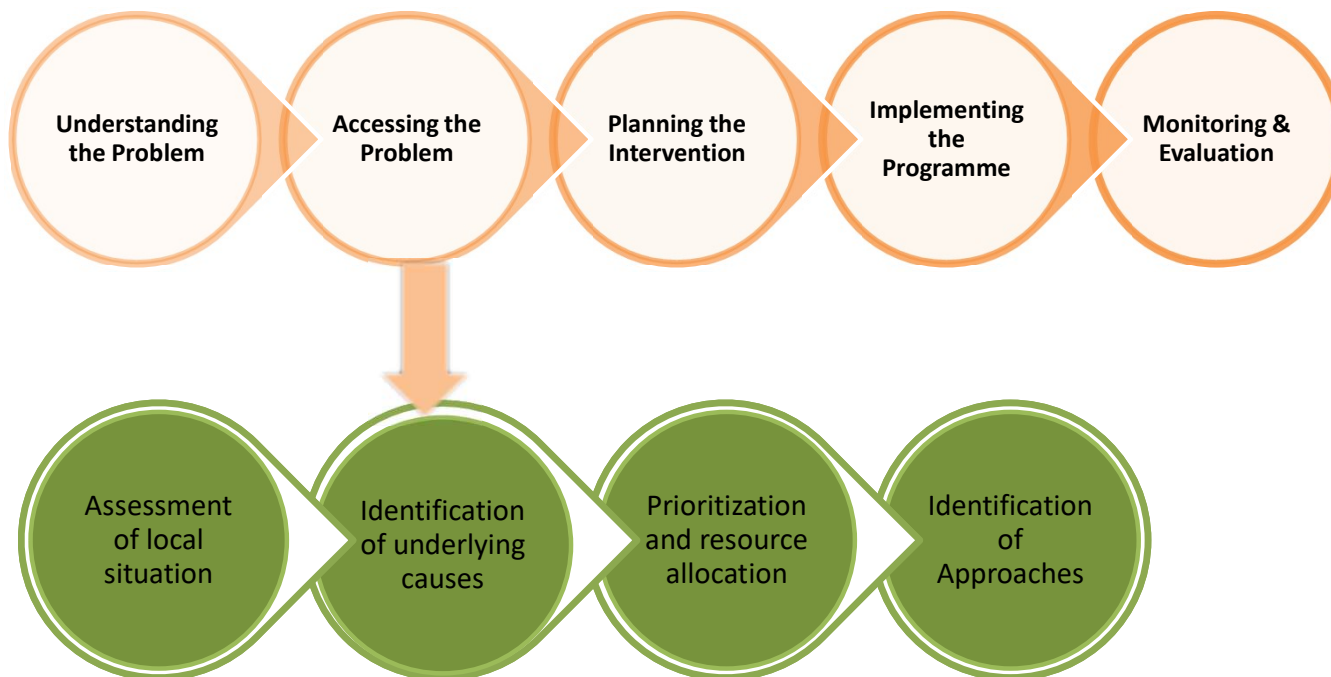 Understanding
the Problem
Accessing the
Problem
Planning the
Intervention
Implementing
the
Programme
Monitoring &
Evaluation
Assessment
of local
situation
Identification
of underlying
causes
Prioritization
and resource
allocation
Identification
of
Approaches